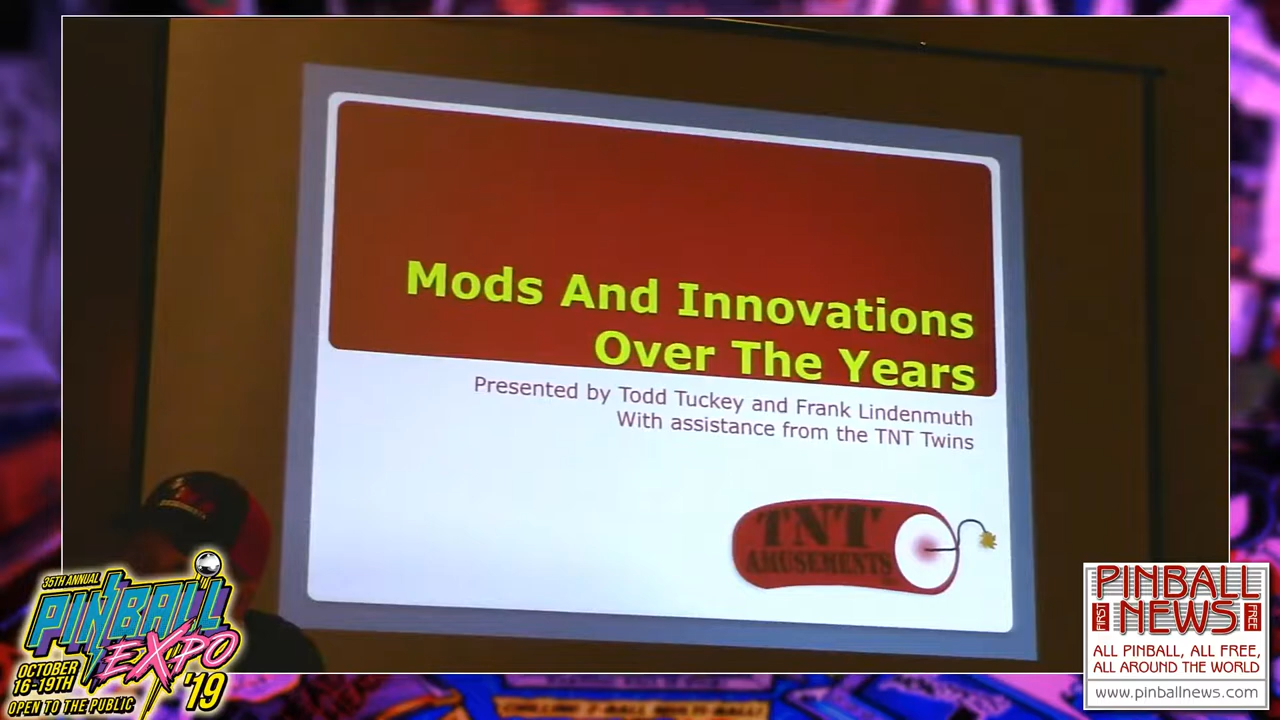 Mods And Innovations
Over The Years
Presented by Todd Tuckey and Frank Lindenmuth
With assistance from the TNT Twins
TNT
AMUSEMENTS
35TH ANNUAL
PINBALL
EXPO
OCTOBER
16-19TH
'19
OPEN TO THE PUBLIC
PINBALL
FIRST NEWS FREE
ALL PINBALL, ALL FREE,
ALL AROUND THE WORLD
www.pinballnews.com